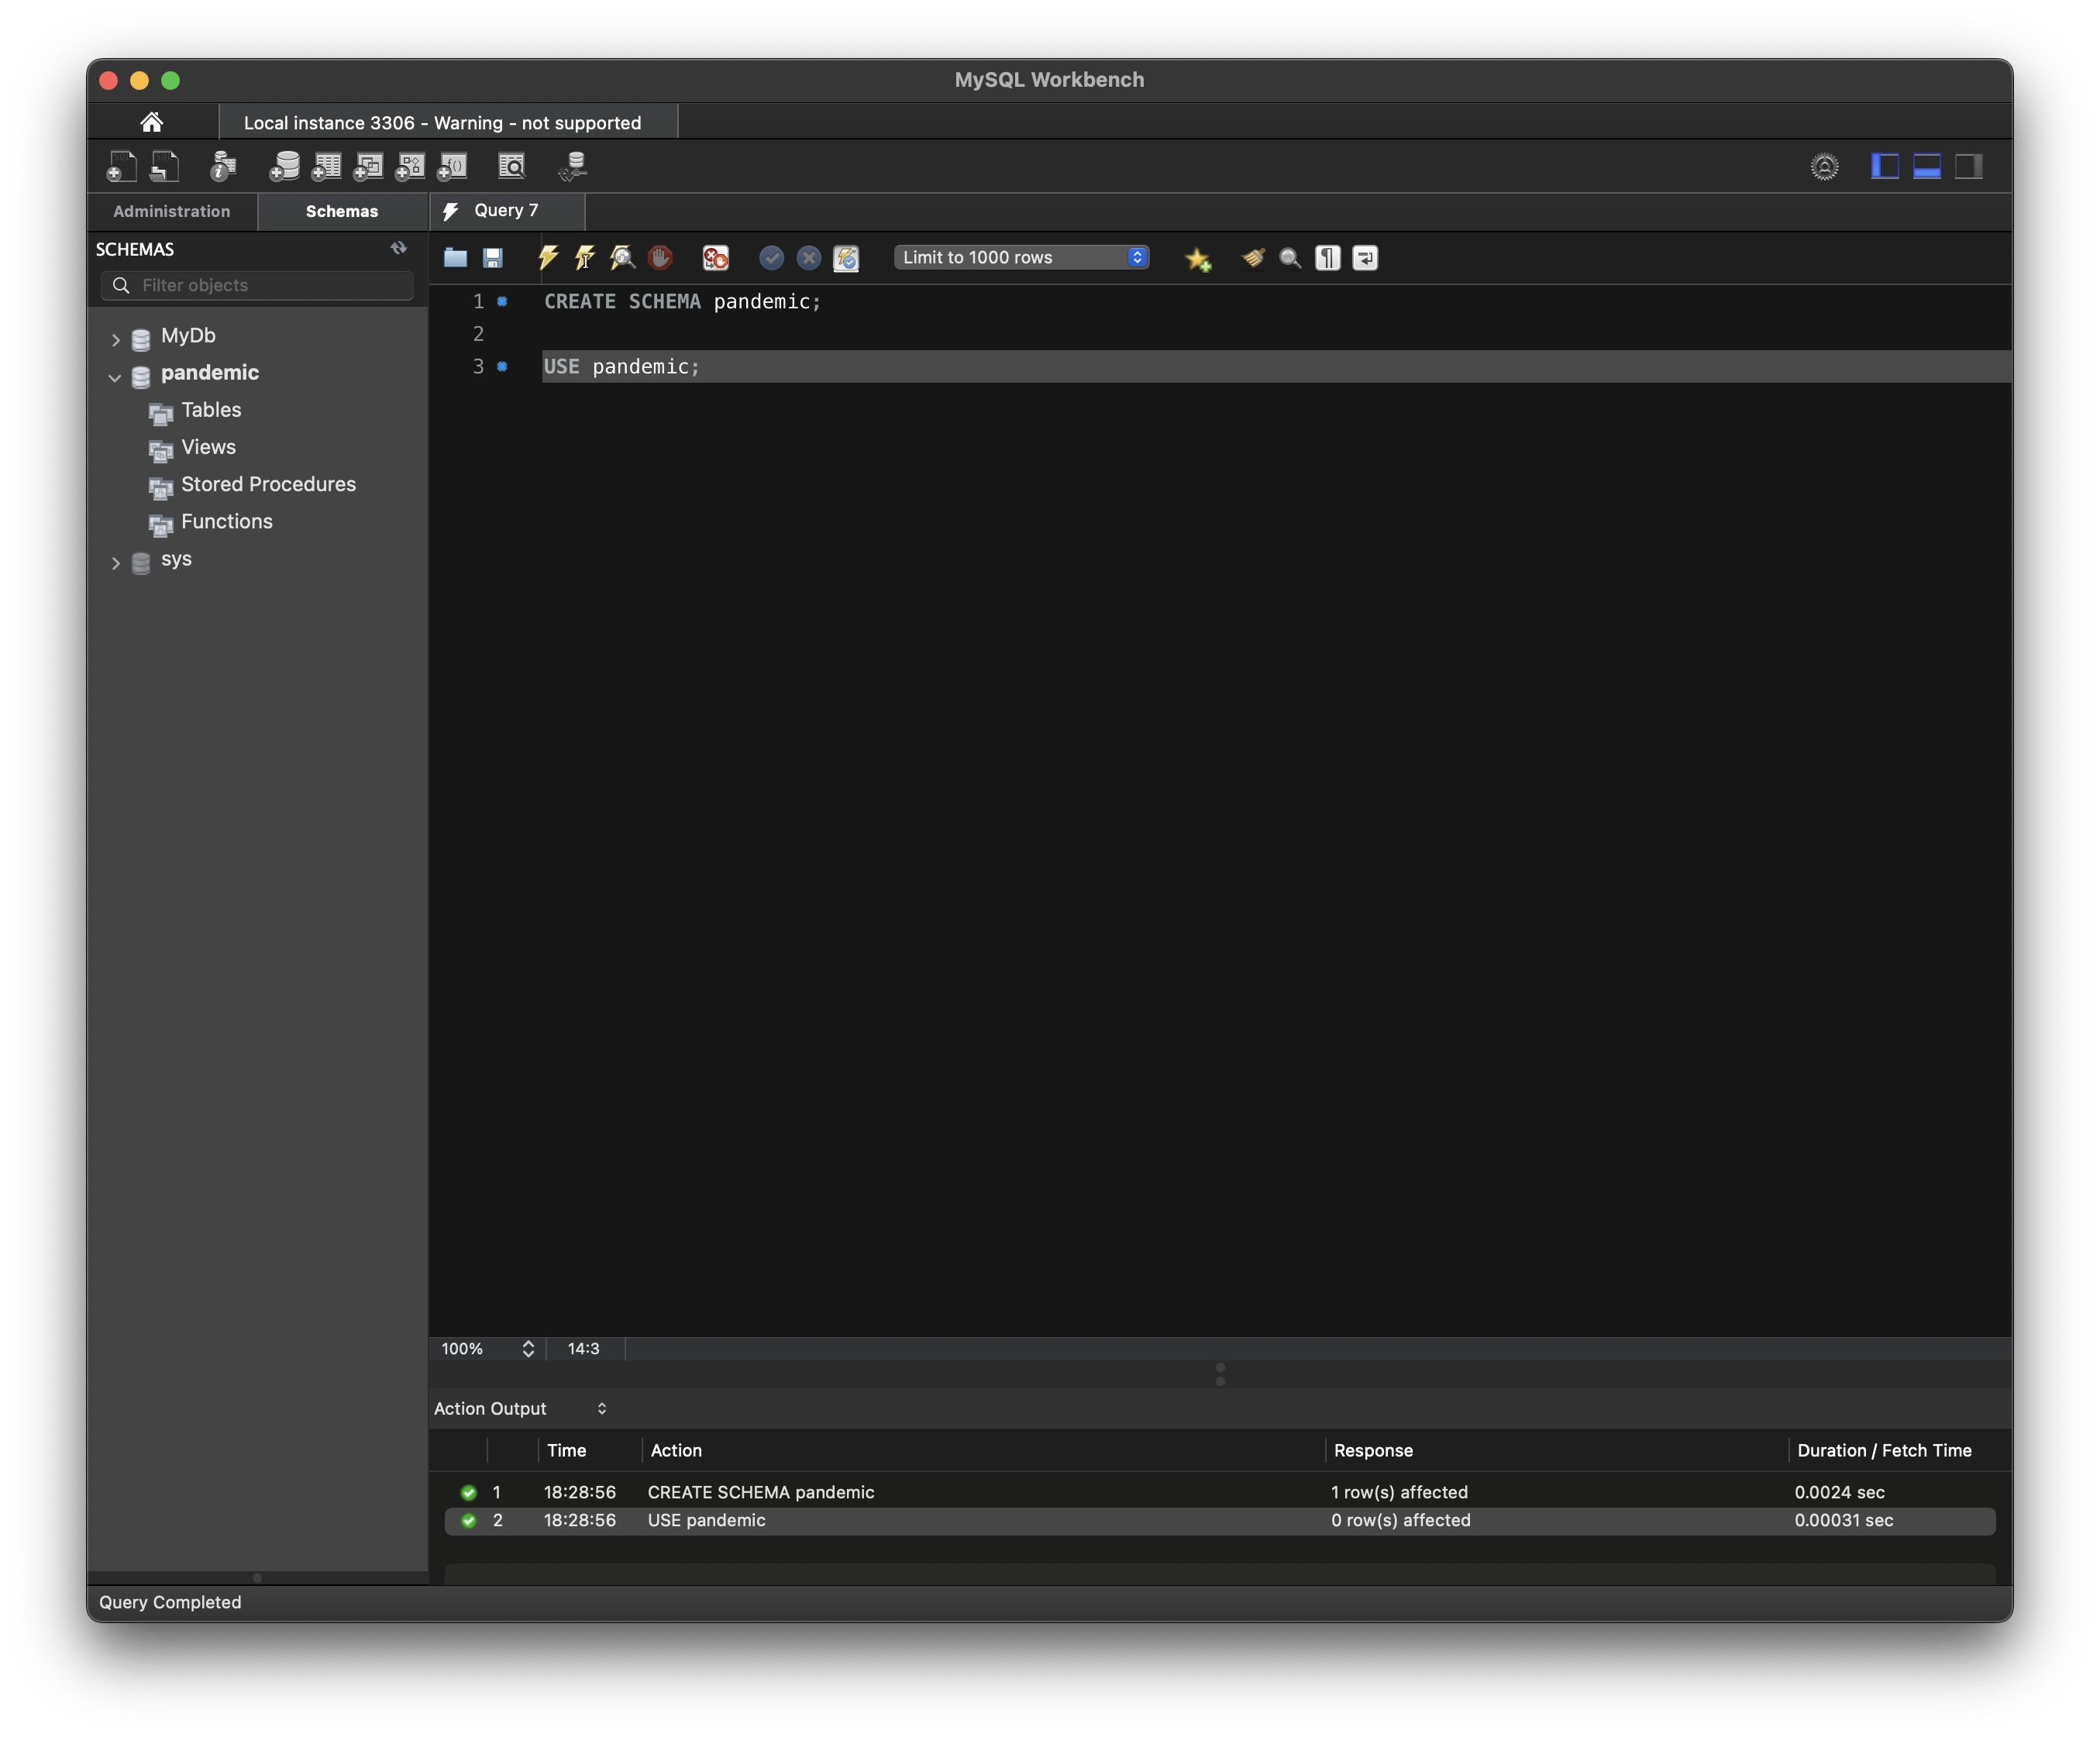 MySQL Workbench
Local instance 3306 - Warning - not supported
Administration
Schemas
Query 7
SCHEMAS
Filter objects
Limit to 1000 rows
MyDb
pandemic
Tables
Views
Stored Procedures
Functions
sys
1 CREATE SCHEMA pandemic;
2
3 USE pandemic;
100% 14:3
Action Output
Time Action Response Duration / Fetch Time
1 18:28:56 CREATE SCHEMA pandemic 1 row(s) affected 0.0024 sec
2 18:28:56 USE pandemic 0 row(s) affected 0.00031 sec
Query Completed